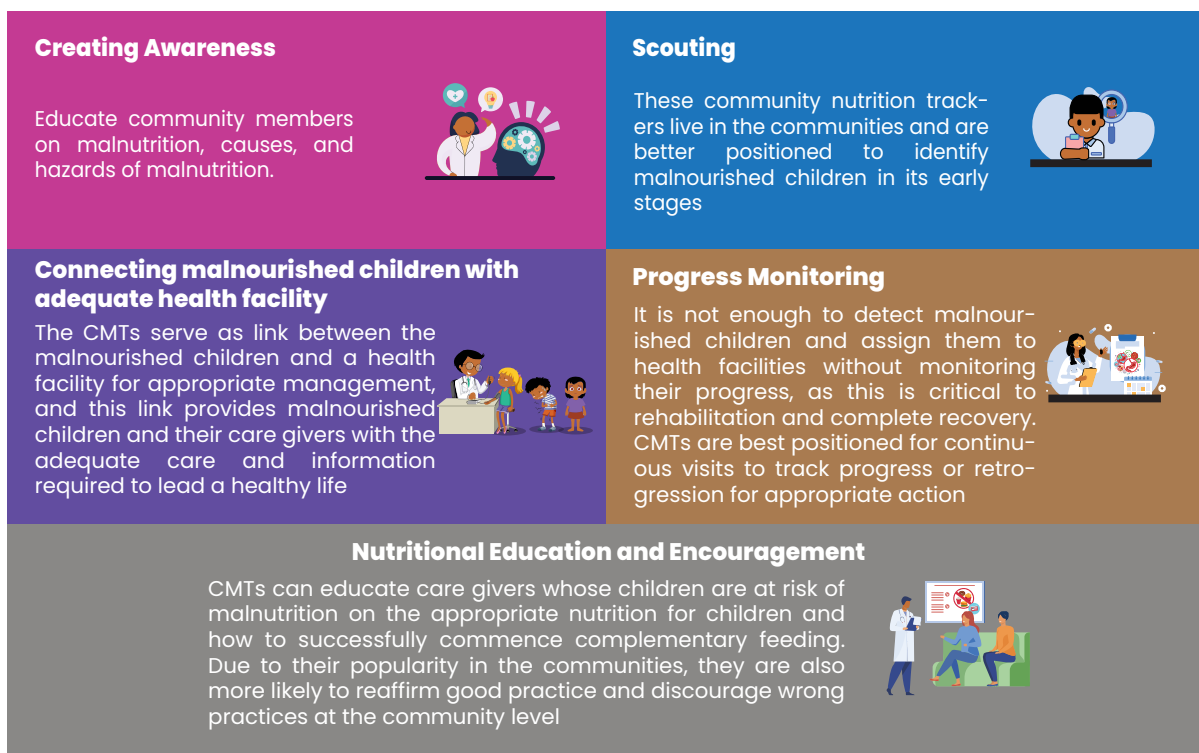 Creating Awareness
Educate community members
on malnutrition, causes, and
hazards of malnutrition.
Scouting
These community nutrition track-
ers live in the communities and are
better positioned to identify
malnourished children in its early
stages
Connecting malnourished children with
adequate health facility
The CMTs serve as link between the
malnourished children and a health
facility for appropriate management,
and this link provides malnourished
children and their care givers with the
adequate care and information
required to lead a healthy life
Progress Monitoring
It is not enough to detect malnour-
ished children and assign them to
health facilities without monitoring
their progress, as this is critical to
rehabilitation and complete recovery.
CMTs are best positioned for continu-
ous visits to track progress or retro-
gression for appropriate action
Nutritional Education and Encouragement
CMTs can educate care givers whose children are at risk of
malnutrition on the appropriate nutrition for children and
how to successfully commence complementary feeding.
Due to their popularity in the communities, they are also
more likely to reaffirm good practice and discourage wrong
practices at the community level